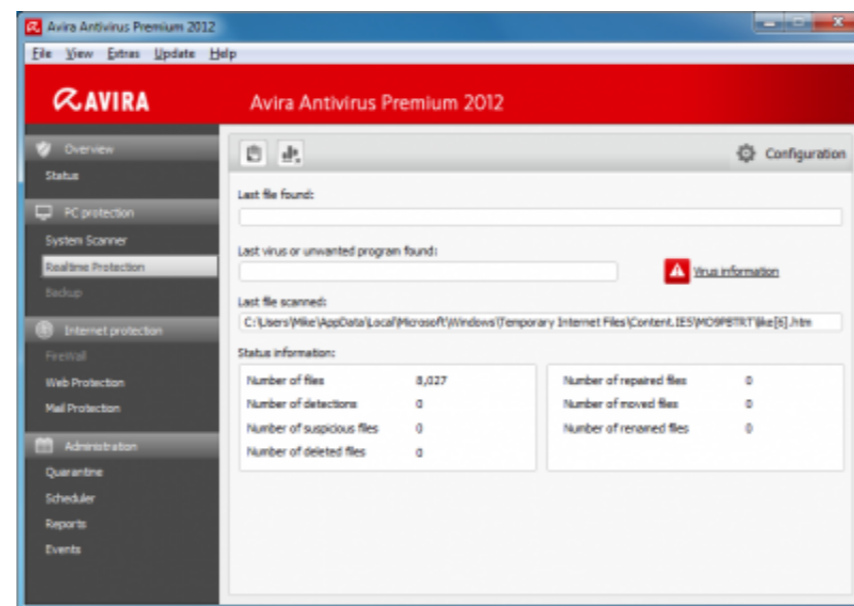 Avira Antivirus Premium 2012
File View Extras Update Help
AVIRA Avira Antivirus Premium 2012
Overview
Status
PC protection
System Scanner
Realtime Protection
Backup
Internet protection
FireWall
Web Protection
Mail Protection
Administration
Quarantine
Scheduler
Reports
Events
Configuration
Last file found:
Last virus or unwanted program found:
Virus information
Last file scanned:
C:\Users\Mike\AppData\Local\Microsoft\Windows\Temporary Internet Files\Content.IE5\
Status information:
Number of files 8,027
Number of detections 0
Number of suspicious files 0
Number of deleted files 0
Number of repaired files 0
Number of moved files 0
Number of renamed files 0